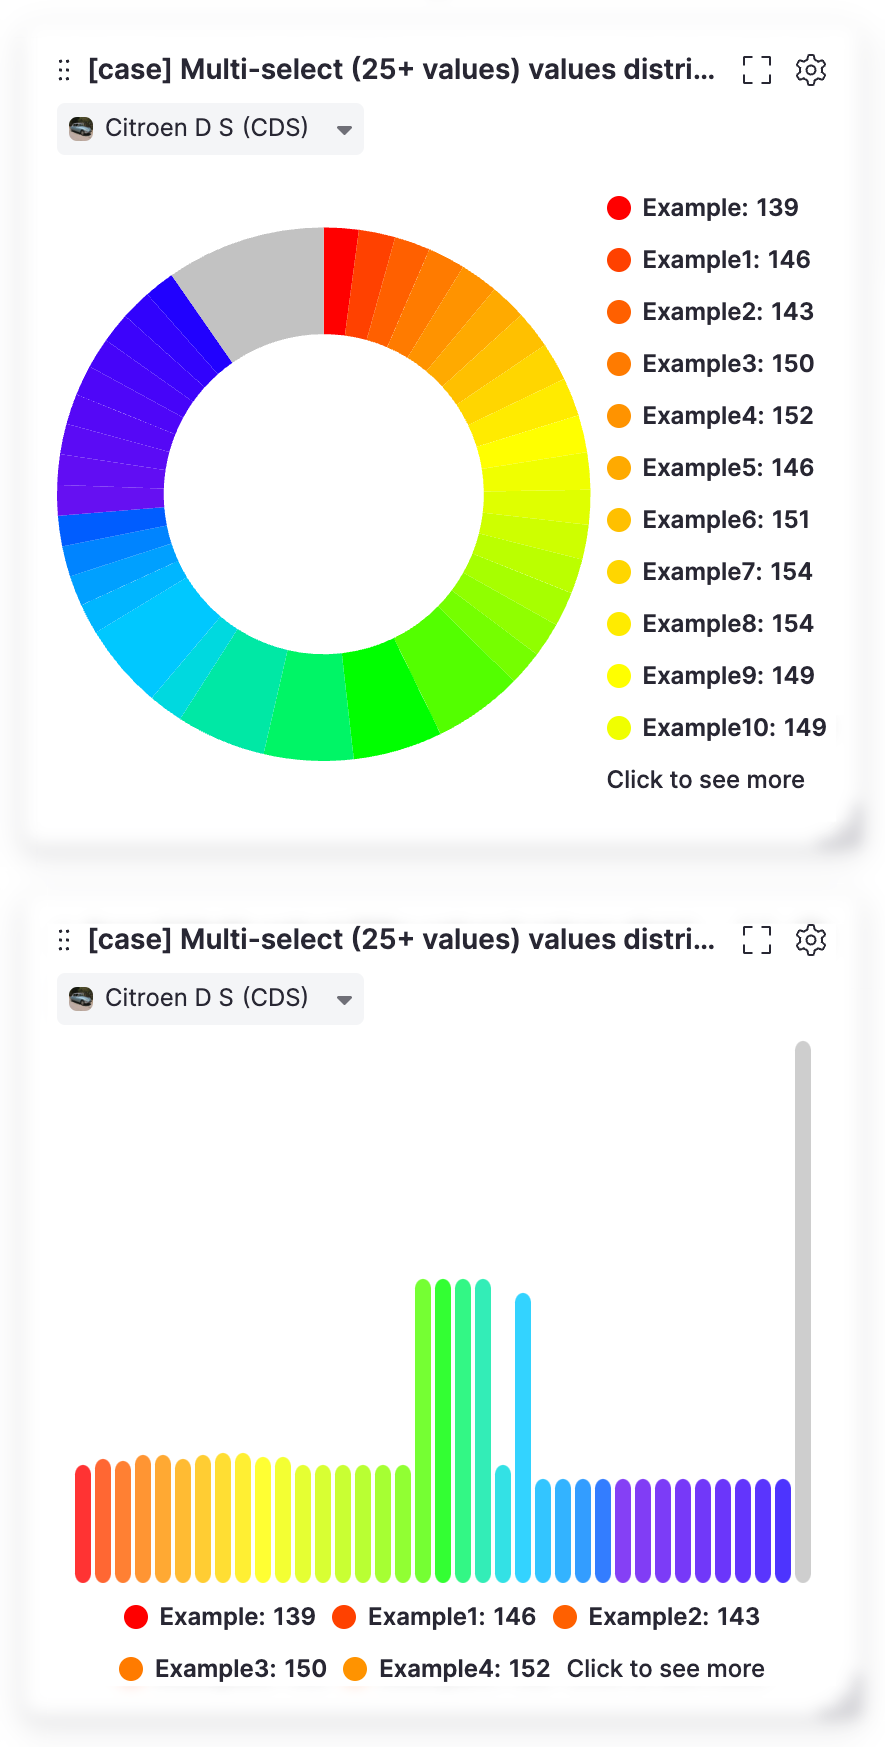 [case] Multi-select (25+ values) values distri...
Citroen D S (CDS)
Example: 139
Example1: 146
Example2: 143
Example3: 150
Example4: 152
Example5: 146
Example6: 151
Example7: 154
Example8: 154
Example9: 149
Example10: 149
Click to see more
[case] Multi-select (25+ values) values distri...
Citroen D S (CDS)
Example: 139 Example1: 146 Example2: 143
Example3: 150 Example4: 152 Click to see more